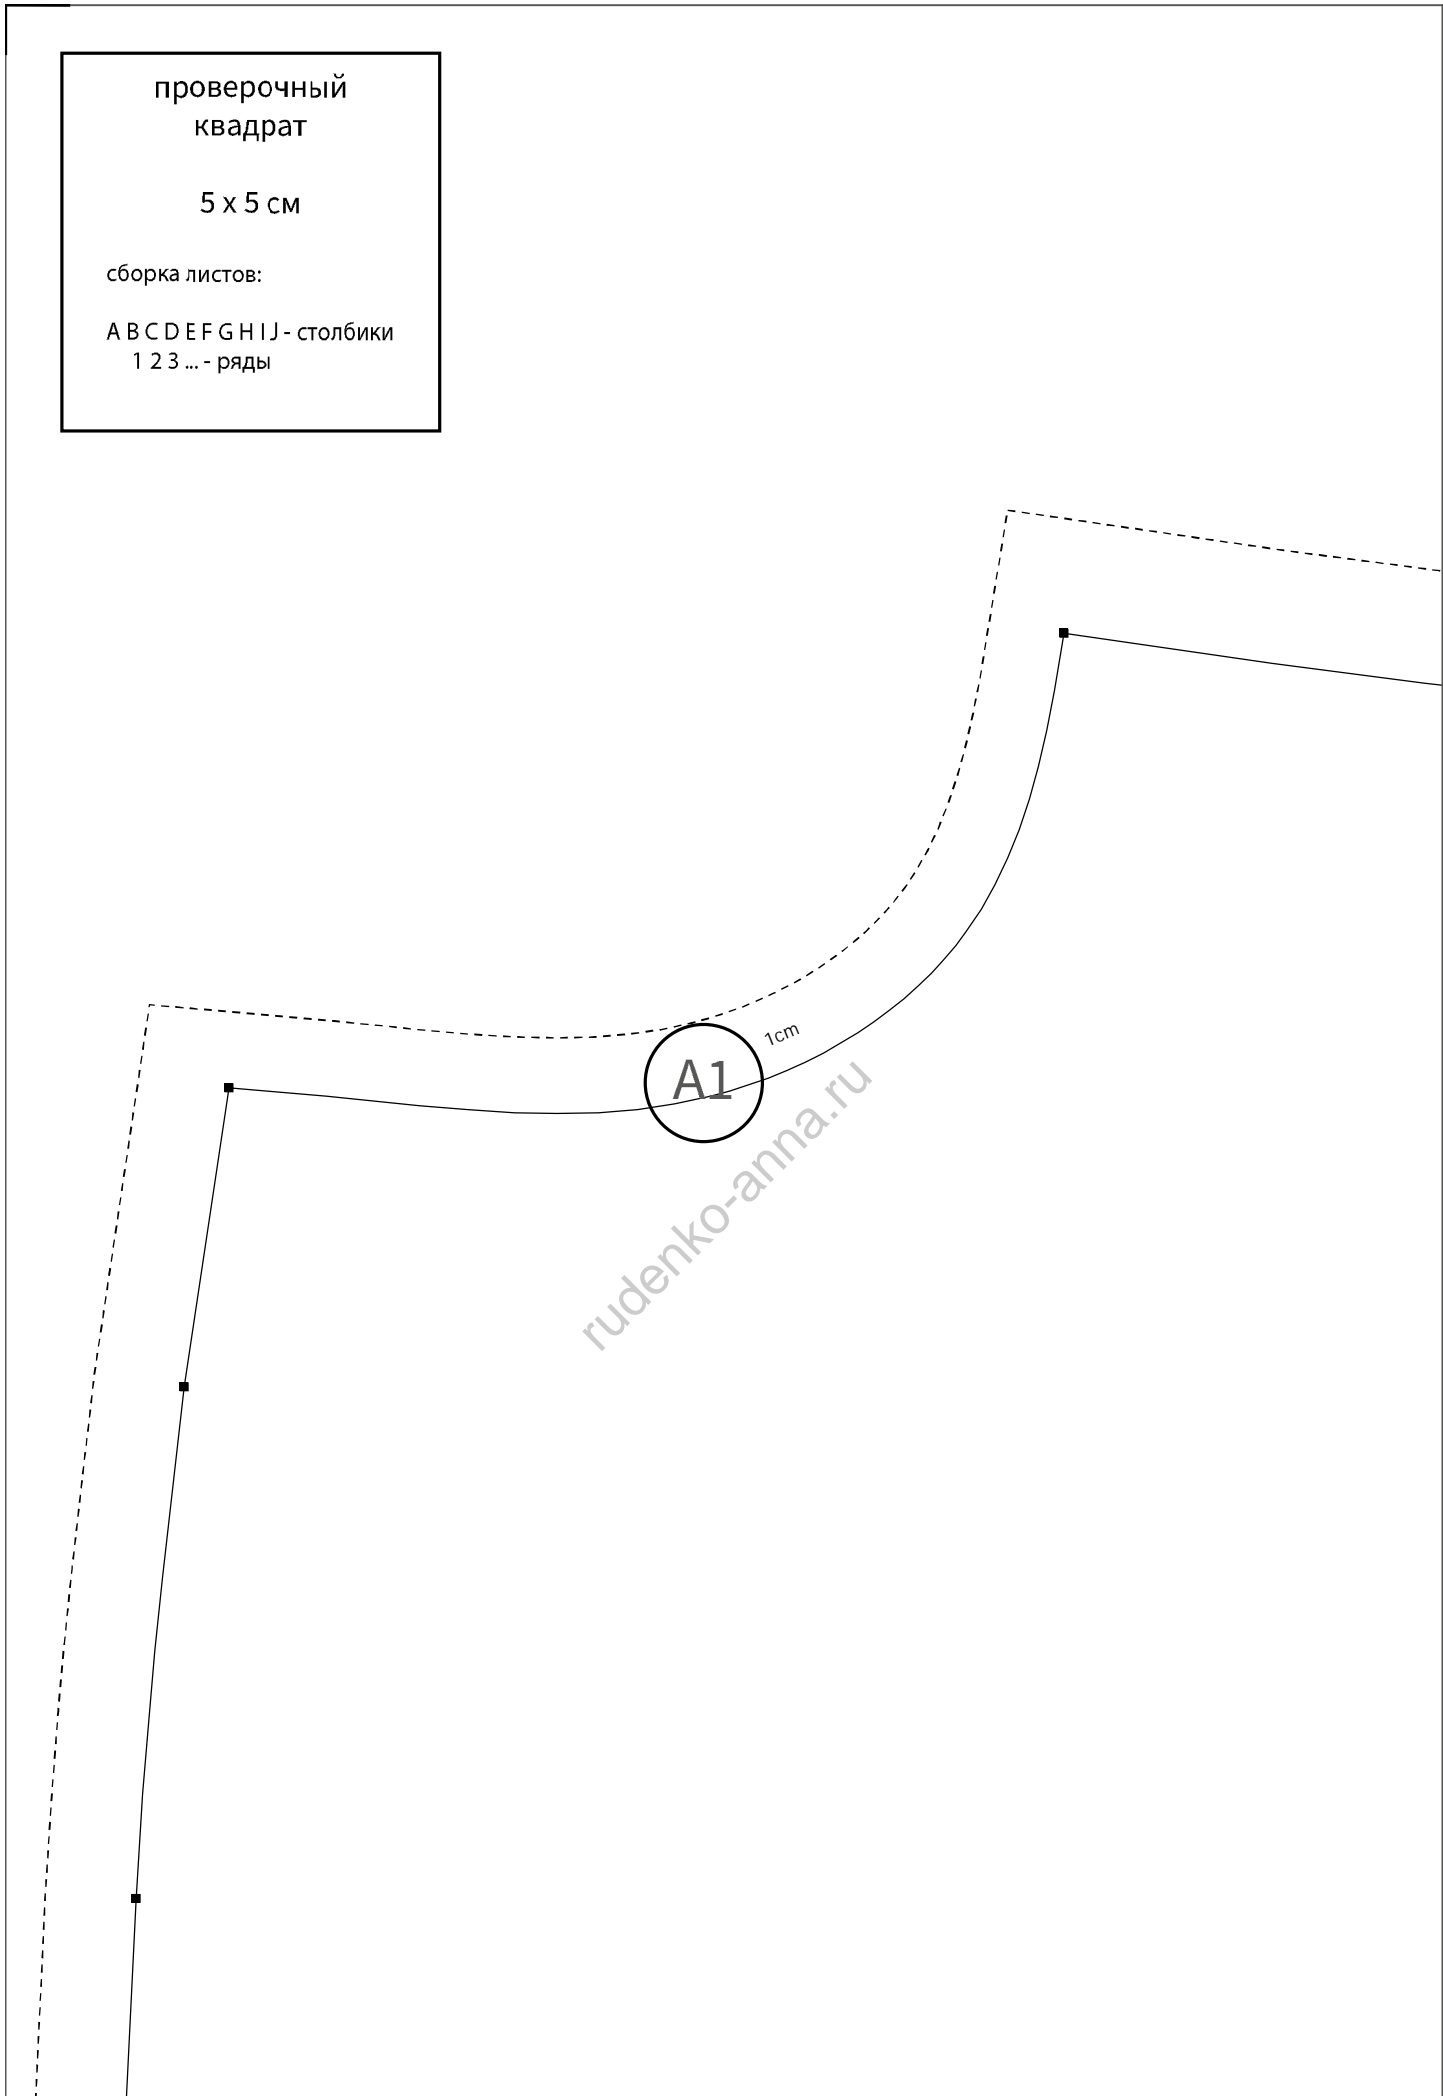 проверочный
квадрат
5 x 5 см
сборка листов:
A B C D E F G H I J - столбики
1 2 3 ... - ряды
1cm
A1
rudenko-anna.ru